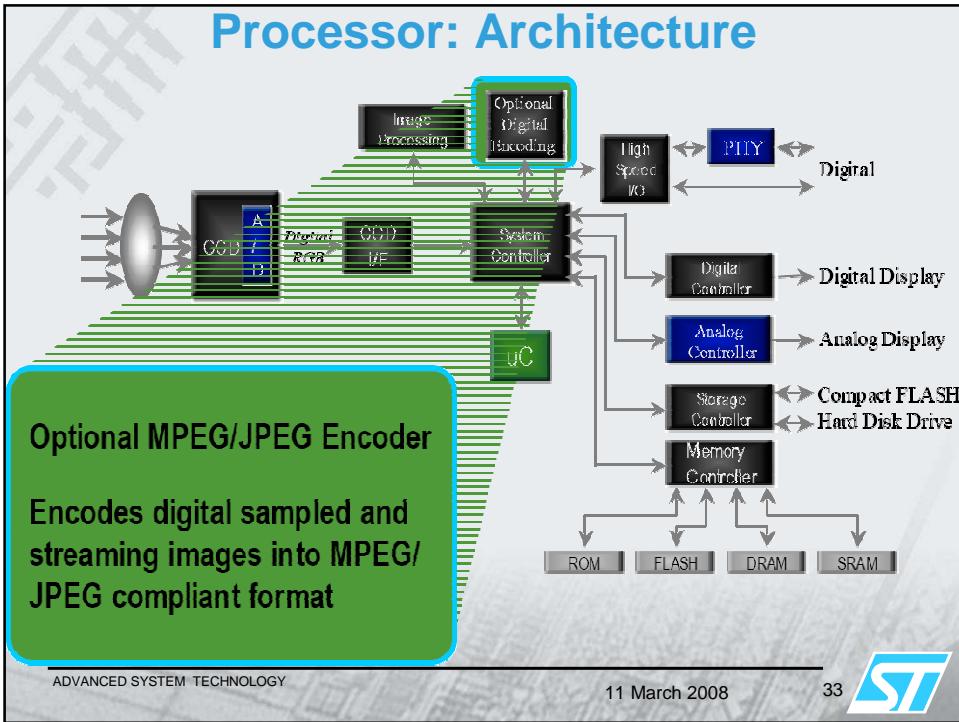 Processor: Architecture
Optional
Digital
Encoding
Image
Processing
High
Speed
I/O
PHY
Digital
CCD
A
/
D
Digital
RGB
CCD
I/F
System
Controller
Digital
Controller
Digital Display
Analog
Controller
Analog Display
uC
Storage
Controller
Compact FLASH
Hard Disk Drive
Memory
Controller
ROM
FLASH
DRAM
SRAM
Optional MPEG/JPEG Encoder
Encodes digital sampled and
streaming images into MPEG/
JPEG compliant format
ADVANCED SYSTEM TECHNOLOGY
11 March 2008
33
ST